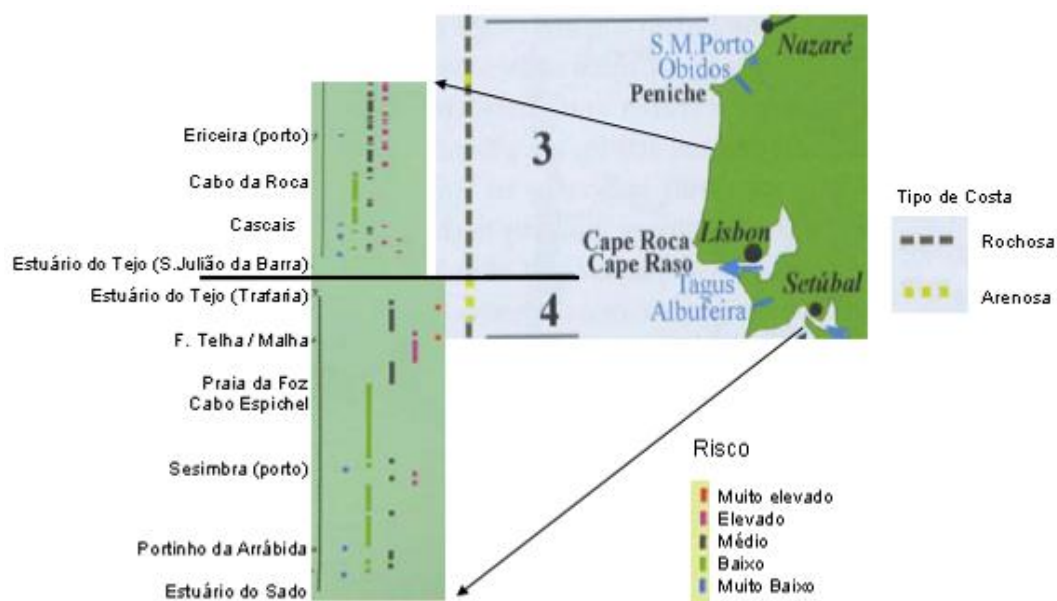 Nazaré
S.M.Porto
Óbidos
Peniche
3
Ericeira (porto)
Cabo da Roca
Cascais
Estuário do Tejo (S.Julião da Barra)
Cape Roca
Cape Raso
Lisbon
Tagus
Albufeira
Setúbal
4
Tipo de Costa
Rochosa
Arenosa
Estuário do Tejo (Trafaria)
F. Telha / Malha
Praia da Foz
Cabo Espichel
Sesimbra (porto)
Portinho da Arrábida
Estuário do Sado
Risco
Muito elevado
Elevado
Médio
Baixo
Muito Baixo